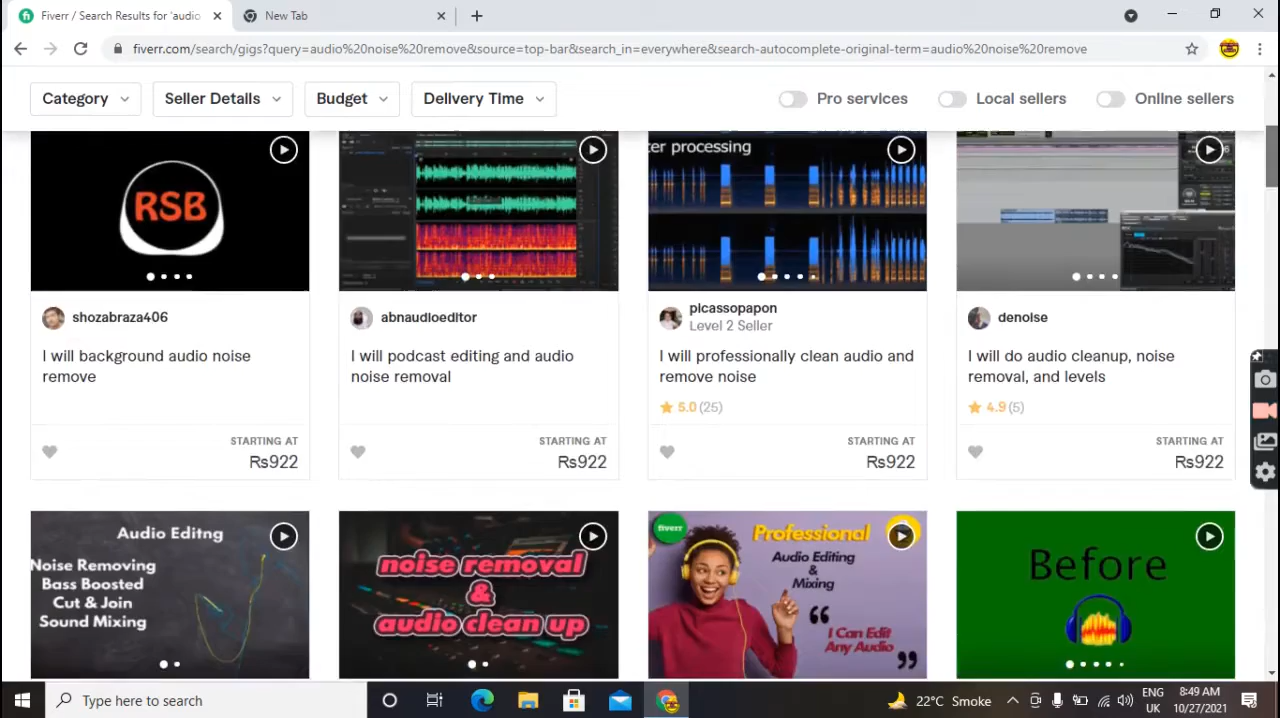 Fiverr / Search Results for 'audio
New Tab
fiverr.com/search/gigs?query=audio%20noise%20remove&source=top-bar&search_in=everywhere&search-autocomplete-original-term=audio%20noise%20remove
Category
Seller Details
Budget
Delivery Time
Pro services
Local sellers
Online sellers
RSB
ter processing
shozabraza406
I will background audio noise
remove
STARTING AT
Rs922
abnaudioeditor
I will podcast editing and audio
noise removal
STARTING AT
Rs922
picassopapon
Level 2 Seller
I will professionally clean audio and
remove noise
5.0 (25)
STARTING AT
Rs922
denoise
I will do audio cleanup, noise
removal, and levels
4.9 (5)
STARTING AT
Rs922
Audio Editng
Noise Removing
Bass Boosted
Cut & Join
Sound Mixing
noise removal
&
audio clean up
fiverr
Professional
Audio Editing
&
Mixing
I Can Edit
Any Audio
Before
Type here to search
22°C Smoke
ENG
UK
8:49 AM
10/27/2021